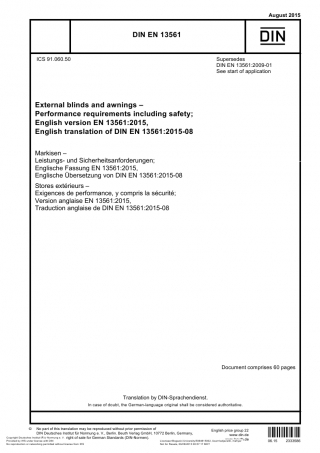 August 2015
DIN EN 13561
DIN
ICS 91.060.50
Supersedes
DIN EN 13561:2009-01
See start of application
External blinds and awnings –
Performance requirements including safety;
English version EN 13561:2015,
English translation of DIN EN 13561:2015-08
Markisen –
Leistungs- und Sicherheitsanforderungen;
Englische Fassung EN 13561:2015,
Englische Übersetzung von DIN EN 13561:2015-08
Stores extérieurs –
Exigences de performance, y compris la sécurité;
Version anglaise EN 13561:2015,
Traduction anglaise de DIN EN 13561:2015-08
Document comprises 60 pages
Translation by DIN-Sprachendienst.
In case of doubt, the German-language original shall be considered authoritative.
No part of this translation may be reproduced without prior permission of
DIN Deutsches Institut für Normung e. V., Berlin. Beuth Verlag GmbH, 10772 Berlin, Germany,
right of sale for German Standards (DIN-Normen).
English price group 22
www.din.de